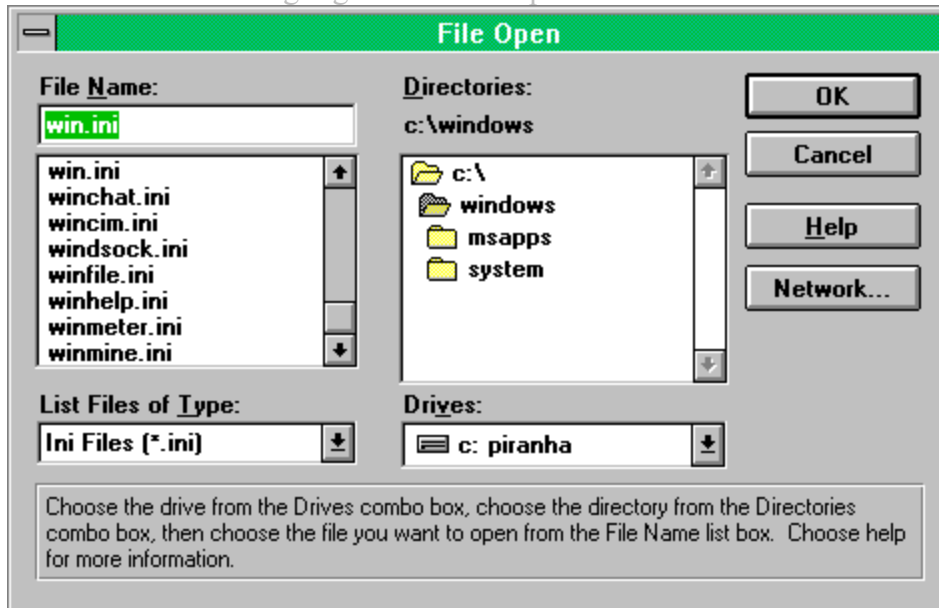 File Open
File Name:
win.ini
win.ini
winchat.ini
wincim.ini
windsock.ini
winfile.ini
winhelp.ini
winmeter.ini
winmine.ini
List Files of Type:
Ini Files (*.ini)
Directories:
c:\windows
c:\
windows
msapps
system
Drives:
c: piranha
OK
Cancel
Help
Network...
Choose the drive from the Drives combo box, choose the directory from the Directories
combo box, then choose the file you want to open from the File Name list box.  Choose help
for more information.